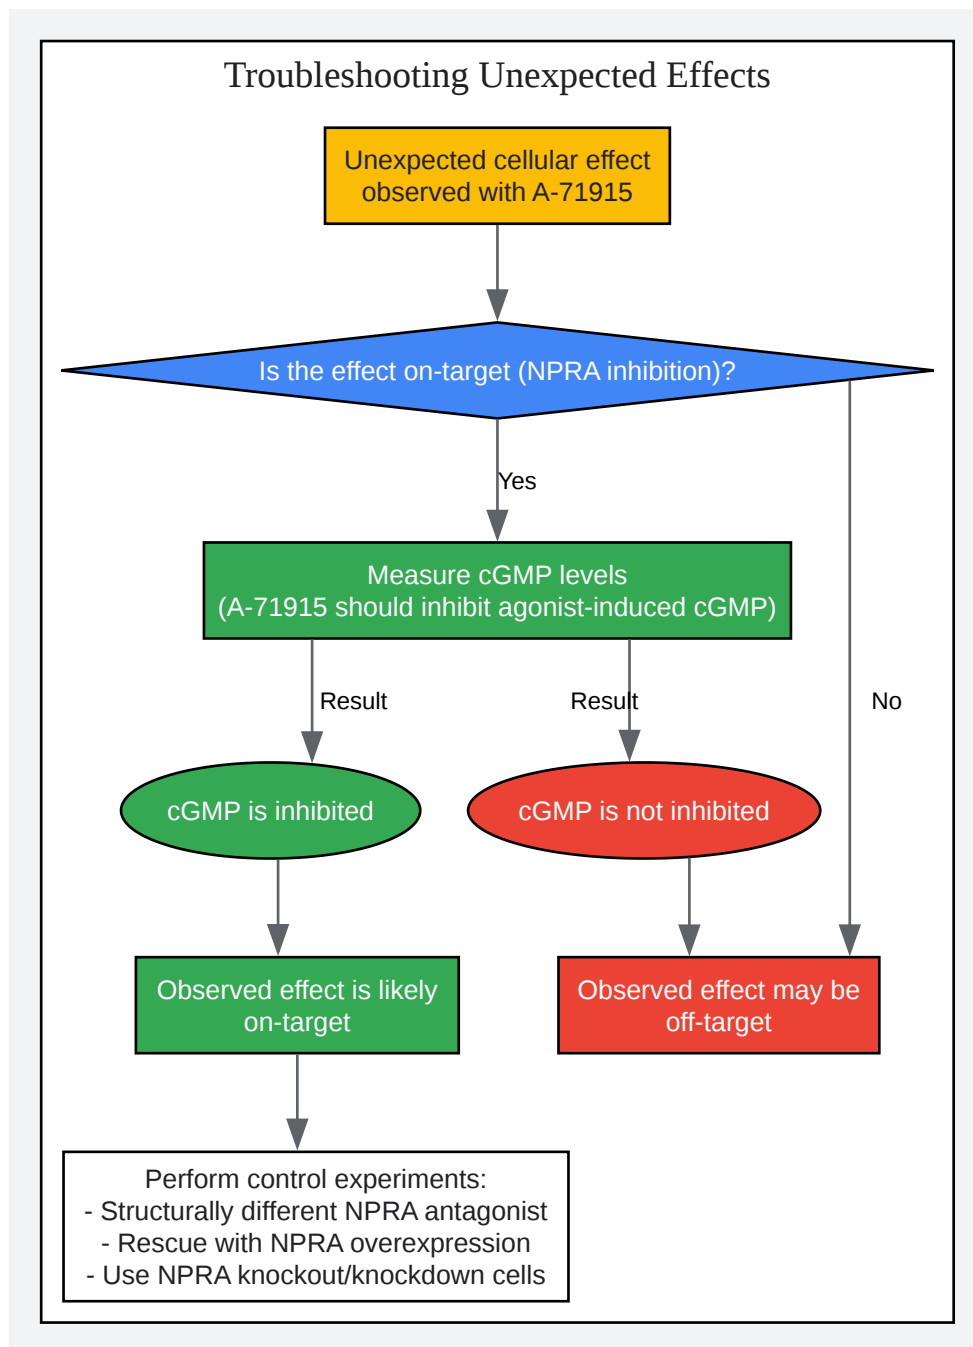 Troubleshooting Unexpected Effects
Unexpected cellular effect
observed with A-71915
Is the effect on-target (NPRA inhibition)?
Yes
Measure cGMP levels
(A-71915 should inhibit agonist-induced cGMP)
Result
Result
No
cGMP is inhibited
cGMP is not inhibited
Observed effect is likely
on-target
Observed effect may be
off-target
Perform control experiments:
- Structurally different NPRA antagonist
- Rescue with NPRA overexpression
- Use NPRA knockout/knockdown cells